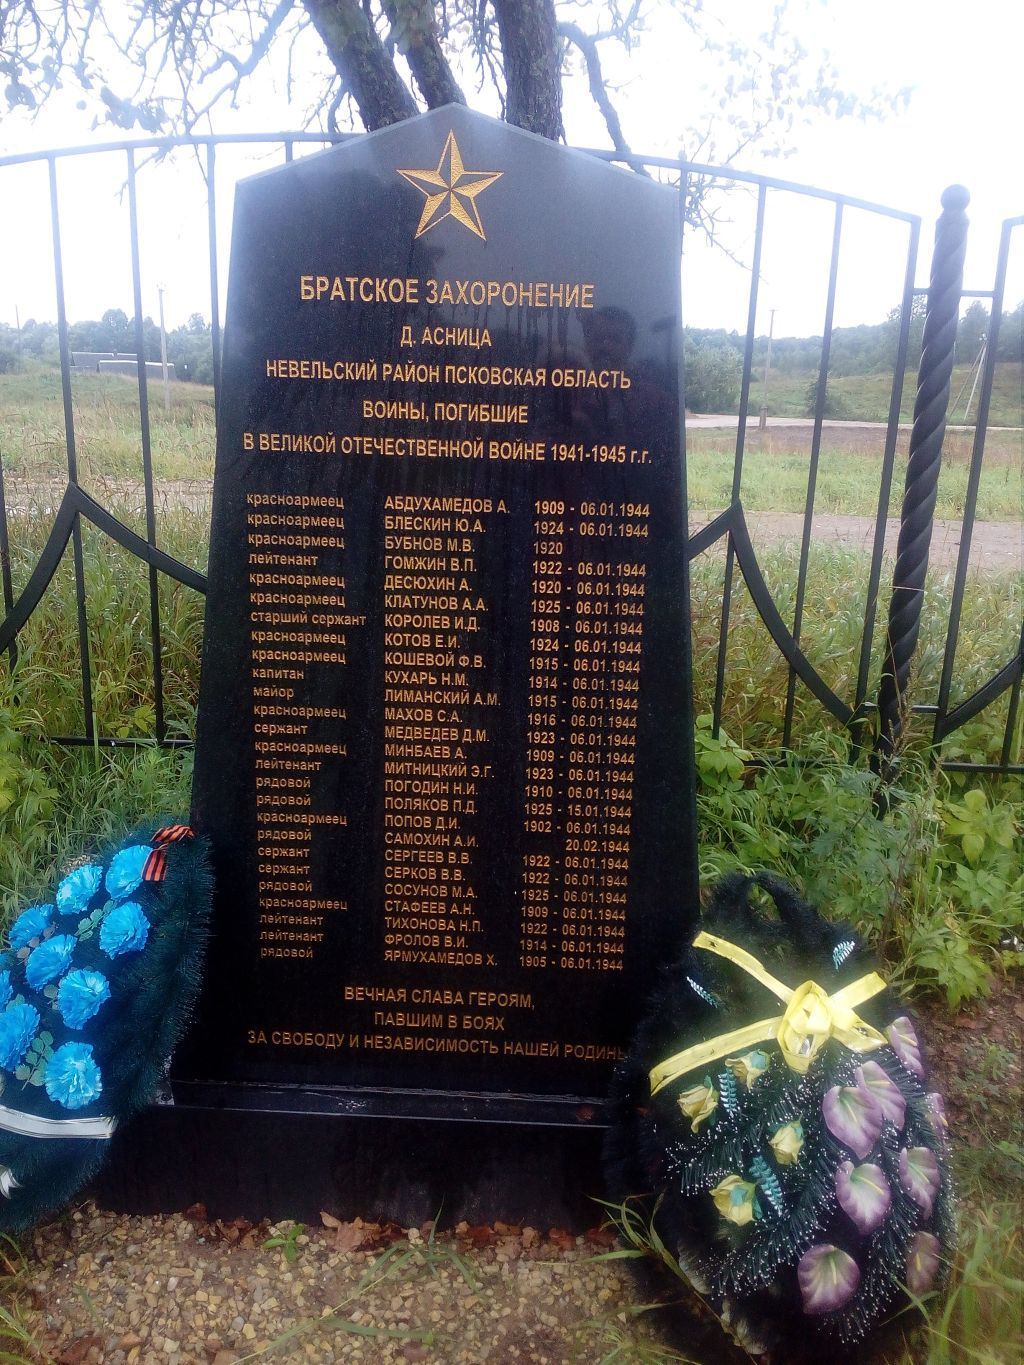 БРАТСКОЕ ЗАХОРОНЕНИЕ
Д. АСНИЦА
НЕВЕЛЬСКИЙ РАЙОН ПСКОВСКАЯ ОБЛАСТЬ
ВОИНЫ, ПОГИБШИЕ
В ВЕЛИКОЙ ОТЕЧЕСТВЕННОЙ ВОЙНЕ 1941-1945 г.г.
красноармеец АБДУХАМЕДОВ А. 1909 - 06.01.1944
красноармеец БЛЕСКИН Ю.А. 1924 - 06.01.1944
красноармеец БУБНОВ М.В. 1920
лейтенант ГОМЖИН В.П. 1922 - 06.01.1944
красноармеец ДЕСЮХИН А. 1920 - 06.01.1944
красноармеец КЛАТУНОВ А.А. 1925 - 06.01.1944
старший сержант КОРОЛЕВ И.Д. 1908 - 06.01.1944
красноармеец КОТОВ Е.И. 1924 - 06.01.1944
красноармеец КОШЕВОЙ Ф.В. 1915 - 06.01.1944
капитан КУХАРЬ Н.М. 1914 - 06.01.1944
майор ЛИМАНСКИЙ А.М. 1915 - 06.01.1944
красноармеец МАХОВ С.А. 1916 - 06.01.1944
сержант МЕДВЕДЕВ Д.М. 1923 - 06.01.1944
красноармеец МИНБАЕВ А. 1909 - 06.01.1944
лейтенант МИТНИЦКИЙ Э.Г. 1923 - 06.01.1944
рядовой ПОГОДИН Н.И. 1910 - 06.01.1944
рядовой ПОЛЯКОВ П.Д. 1925 - 15.01.1944
красноармеец ПОПОВ Д.И. 1902 - 06.01.1944
рядовой САМОХИН А.И. 20.02.1944
сержант СЕРГЕЕВ В.В. 1922 - 06.01.1944
сержант СЕРКОВ В.В. 1922 - 06.01.1944
рядовой СОСУНОВ М.А. 1925 - 06.01.1944
красноармеец СТАФЕЕВ А.Н. 1909 - 06.01.1944
лейтенант ТИХОНОВА Н.П. 1922 - 06.01.1944
лейтенант ФРОЛОВ В.И. 1914 - 06.01.1944
рядовой ЯРМУХАМЕДОВ Х. 1905 - 06.01.1944
ВЕЧНАЯ СЛАВА ГЕРОЯМ,
ПАВШИМ В БОЯХ
ЗА СВОБОДУ И НЕЗАВИСИМОСТЬ НАШЕЙ РОДИНЫ